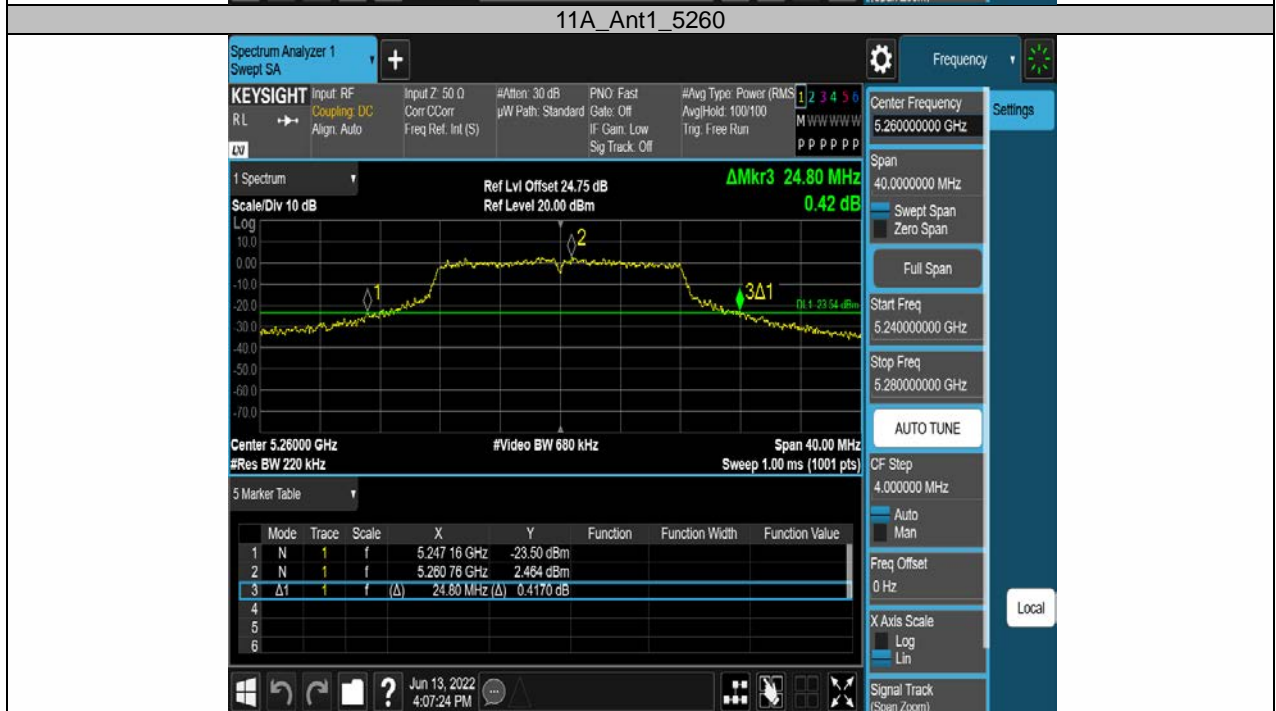 11A_Ant1_5260
Spectrum Analyzer 1
Swept SA
+
Frequency
KEYSIGHT
RL
LXI
Input: RF
Coupling: DC
Align: Auto
Input Z: 50 Ω
Corr CCorr
Freq Ref: Int (S)
#Atten: 30 dB
µW Path: Standard
PNO: Fast
Gate: Off
IF Gain: Low
Sig Track: Off
#Avg Type: Power (RMS
Avg|Hold: 100/100
Trig: Free Run
1 2 3 4 5 6
M W W W W W
P P P P P P
Center Frequency
5.260000000 GHz
Settings
Span
40.0000000 MHz
Swept Span
Zero Span
Full Span
Start Freq
5.240000000 GHz
Stop Freq
5.280000000 GHz
AUTO TUNE
CF Step
4.000000 MHz
Auto
Man
Freq Offset
0 Hz
X Axis Scale
Log
Lin
Signal Track
(Span Zoom)
Local
1 Spectrum
Scale/Div 10 dB
Ref Lvl Offset 24.75 dB
Ref Level 20.00 dBm
ΔMkr3 24.80 MHz
0.42 dB
Log
10.0
0.00
-10.0
-20.0
-30.0
-40.0
-50.0
-60.0
-70.0
1
2
3Δ1
DL1 -23.54 dBm
Center 5.26000 GHz
#Res BW 220 kHz
#Video BW 680 kHz
Span 40.00 MHz
Sweep 1.00 ms (1001 pts)
5 Marker Table
Mode Trace Scale X Y Function Function Width Function Value
1 N 1 f 5.247 16 GHz -23.50 dBm
2 N 1 f 5.260 76 GHz 2.464 dBm
3 Δ1 1 f (Δ) 24.80 MHz (Δ) 0.4170 dB
4
5
6
?
Jun 13, 2022
4:07:24 PM